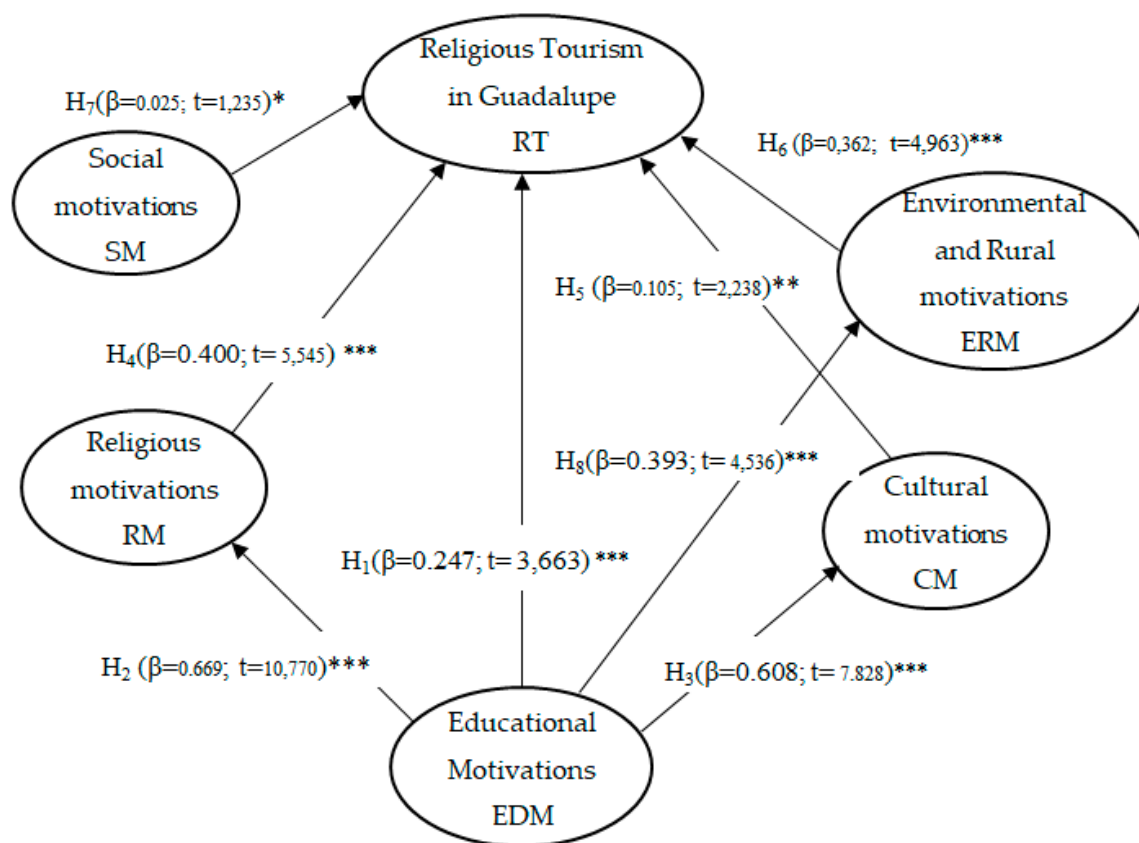 Religious Tourism
in Guadalupe
RT
H₇(β=0.025; t=1,235)*
Social
motivations
SM
H₆ (β=0,362; t=4,963)***
Environmental
and Rural
motivations
ERM
H₅ (β=0.105; t=2,238)**
H₄(β=0.400; t= 5,545) ***
Religious
motivations
RM
H₈(β=0.393; t= 4,536)***
Cultural
motivations
CM
H₁(β=0.247; t= 3,663) ***
H₂ (β=0.669; t=10,770)***
H₃(β=0.608; t= 7.828)***
Educational
Motivations
EDM